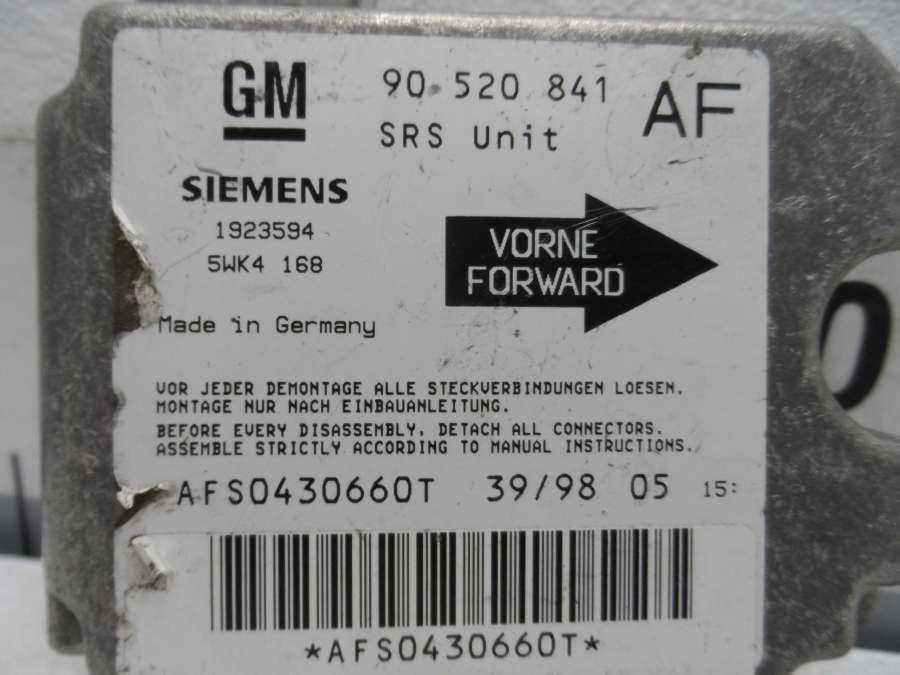 GM 90 520 841 AF
SRS Unit
SIEMENS
1923594
5WK4 168
VORNE
FORWARD
Made in Germany
VOR JEDER DEMONTAGE ALLE STECKVERBINDUNGEN LOESEN.
MONTAGE NUR NACH EINBAUANLEITUNG.
BEFORE EVERY DISASSEMBLY, DETACH ALL CONNECTORS.
ASSEMBLE STRICTLY ACCORDING TO MANUAL INSTRUCTIONS.
AFS0430660T 39/98 05 15:
*AFS0430660T*